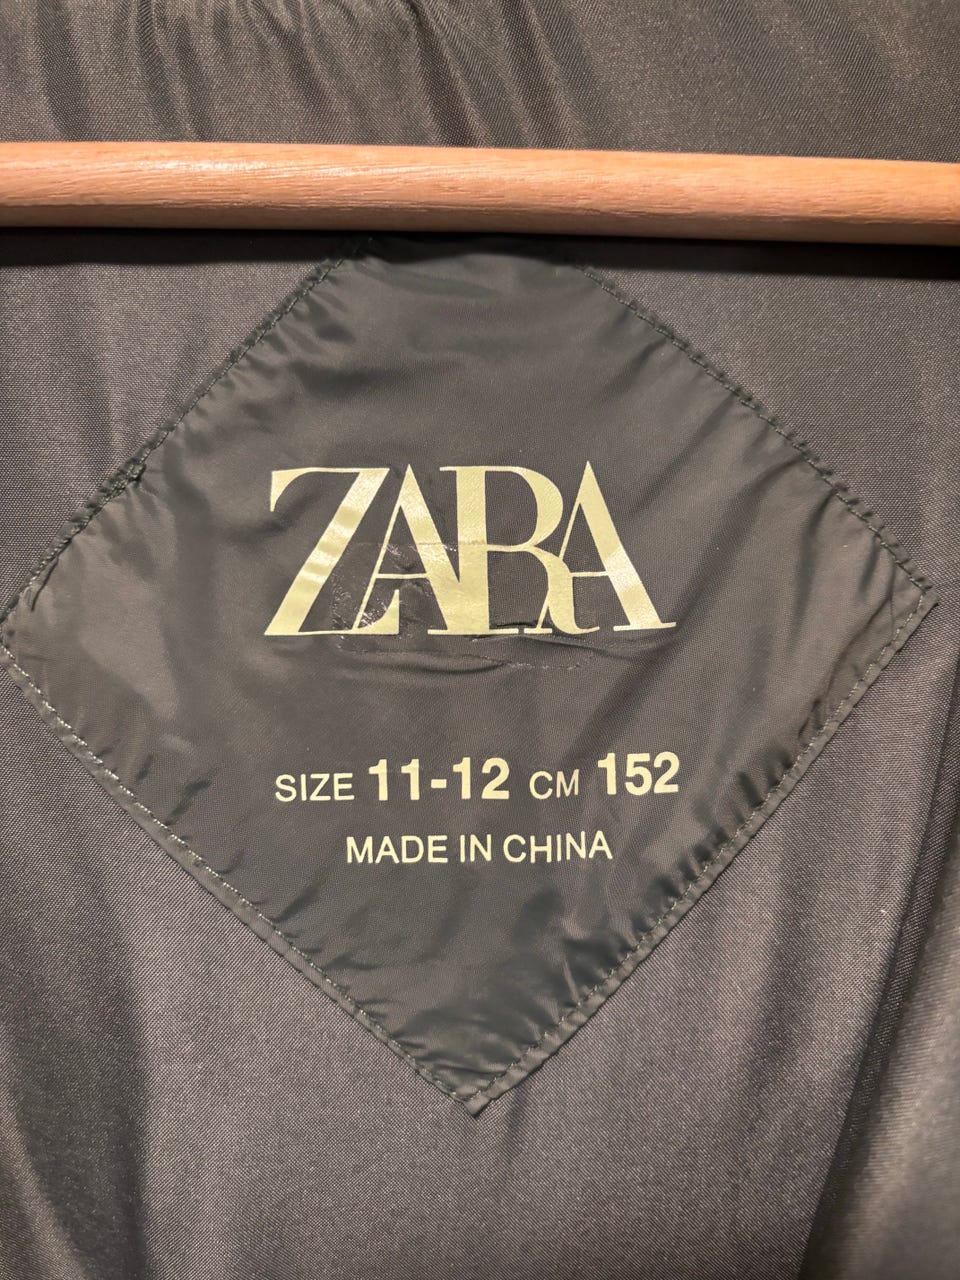 ZARA
SIZE 11-12 CM 152
MADE IN CHINA